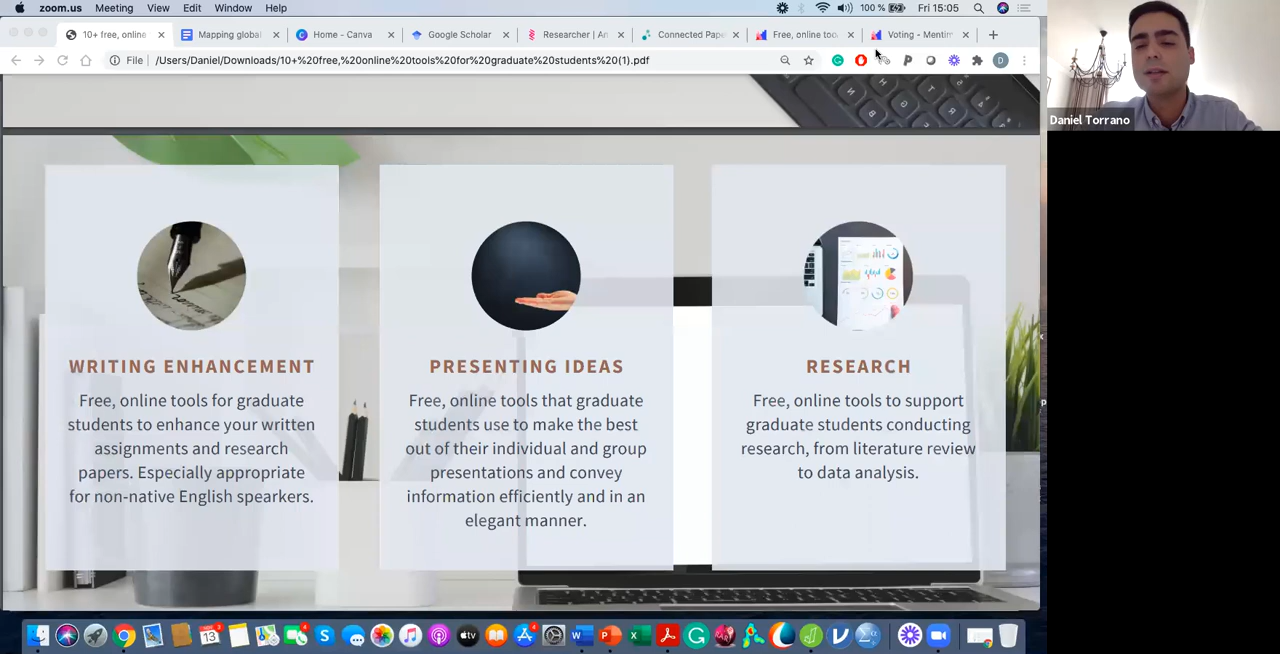 zoom.us Meeting View Edit Window Help 100% Fri 15:05
10+ free, online Mapping global Home - Canva Google Scholar Researcher | An Connected Pape Free, online too Voting - Mentim
File /Users/Daniel/Downloads/10+%20free,%20online%20tools%20for%20graduate%20students%20(1).pdf
Daniel Torrano
WRITING ENHANCEMENT
Free, online tools for graduate
students to enhance your written
assignments and research
papers. Especially appropriate
for non-native English spearkers.
PRESENTING IDEAS
Free, online tools that graduate
students use to make the best
out of their individual and group
presentations and convey
information efficiently and in an
elegant manner.
RESEARCH
Free, online tools to support
graduate students conducting
research, from literature review
to data analysis.